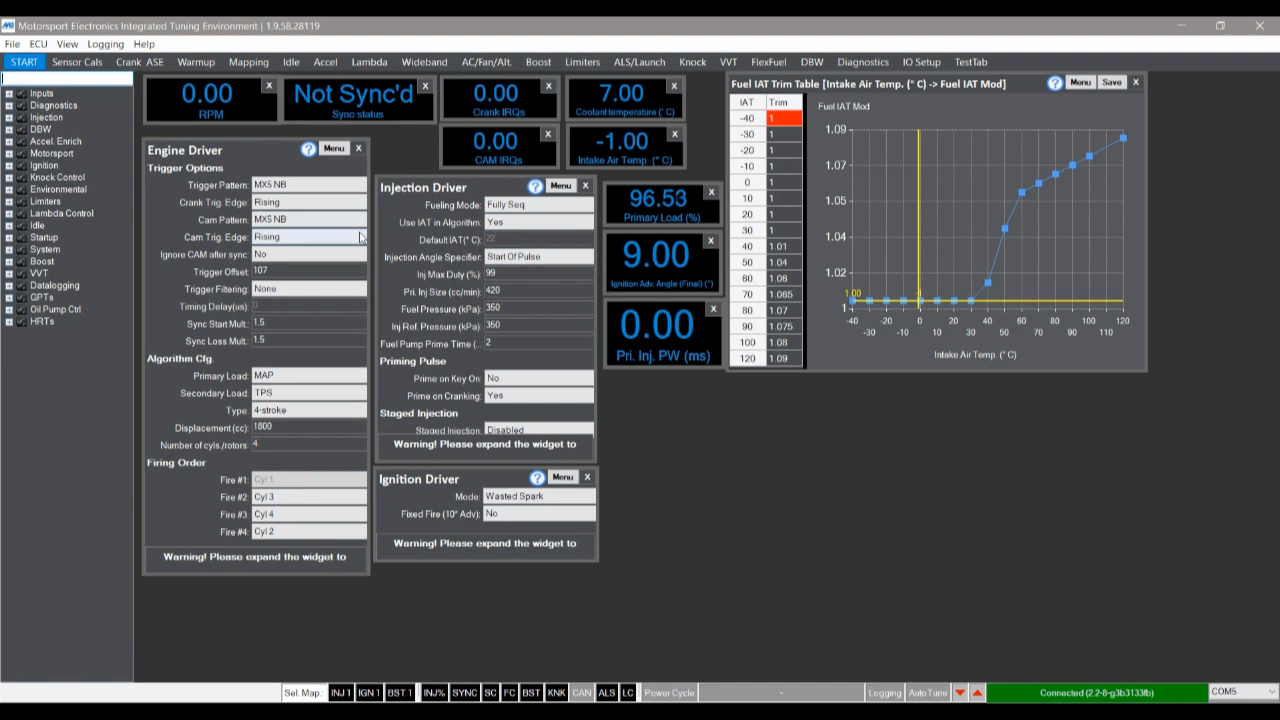 ME Motorsport Electronics Integrated Tuning Environment | 1.9.58.28119
File ECU View Logging Help
START Sensor Cals Crank ASE Warmup Mapping Idle Accel Lambda Wideband AC/Fan/Alt. Boost Limiters ALS/Launch Knock VVT FlexFuel DBW Diagnostics IO Setup TestTab
Inputs
Diagnostics
Injection
DBW
Accel. Enrich
Motorsport
Ignition
Knock Control
Environmental
Limiters
Lambda Control
Idle
Startup
System
Boost
VVT
Datalogging
GPTs
Oil Pump Ctrl
HRTs
0.00
RPM
Not Sync'd
Sync status
0.00
Crank IRQs
7.00
Coolant temperature (° C)
0.00
CAM IRQs
-1.00
Intake Air Temp. (° C)
Engine Driver Menu X
Trigger Options
Trigger Pattern: MX5 NB
Crank Trig. Edge: Rising
Cam Pattern: MX5 NB
Cam Trig. Edge: Rising
Ignore CAM after sync: No
Trigger Offset: 107
Trigger Filtering: None
Timing Delay(us): 0
Sync Start Mult.: 1.5
Sync Loss Mult.: 1.5
Algorithm Cfg.
Primary Load: MAP
Secondary Load: TPS
Type: 4-stroke
Displacement (cc): 1800
Number of cyls./rotors: 4
Firing Order
Fire #1: Cyl 1
Fire #2: Cyl 3
Fire #3: Cyl 4
Fire #4: Cyl 2
Warning! Please expand the widget to
Injection Driver Menu X
Fueling Mode: Fully Seq
Use IAT in Algorithm: Yes
Default IAT(° C): 22
Injection Angle Specifier: Start Of Pulse
Inj Max Duty (%): 99
Pri. Inj Size (cc/min): 420
Fuel Pressure (kPa): 350
Inj Ref. Pressure (kPa): 350
Fuel Pump Prime Time (... 2
Priming Pulse
Prime on Key On: No
Prime on Cranking: Yes
Staged Injection
Staged Injection: Disabled
Warning! Please expand the widget to
Ignition Driver Menu X
Mode: Wasted Spark
Fixed Fire (10° Adv): No
Warning! Please expand the widget to
96.53
Primary Load (%)
9.00
Ignition Adv. Angle (Final) (°)
0.00
Pri. Inj. PW (ms)
Fuel IAT Trim Table [Intake Air Temp. (° C) -> Fuel IAT Mod] Menu Save X
IAT Trim
-40 1
-30 1
-20 1
-10 1
0 1
10 1
20 1
30 1
40 1.01
50 1.04
60 1.06
70 1.065
80 1.07
90 1.075
100 1.08
120 1.09
Fuel IAT Mod
1.09
1.07
1.05
1.04
1.02
1.00
1
-1
-40 -20 0 20 40 60 80 100 120
-30 -10 10 30 50 70 90 110
Intake Air Temp. (° C)
Sel. Map.: INJ 1 IGN 1 BST 1 INJ% SYNC SC FC BST KNK CAN ALS LC Power Cycle - Logging AutoTune Connected (2.2-8-g3b3133fb) COM5